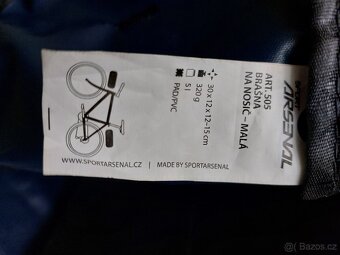 SPORT
ARSENAL
ART. 505
BRAŠNA
NA NOSIČ – MALÁ
30 x 12 x 12–15 cm
320 g
5 l
PAD/PVC
WWW.SPORTARSENAL.CZ | MADE BY SPORTARSENAL
Bazos.cz